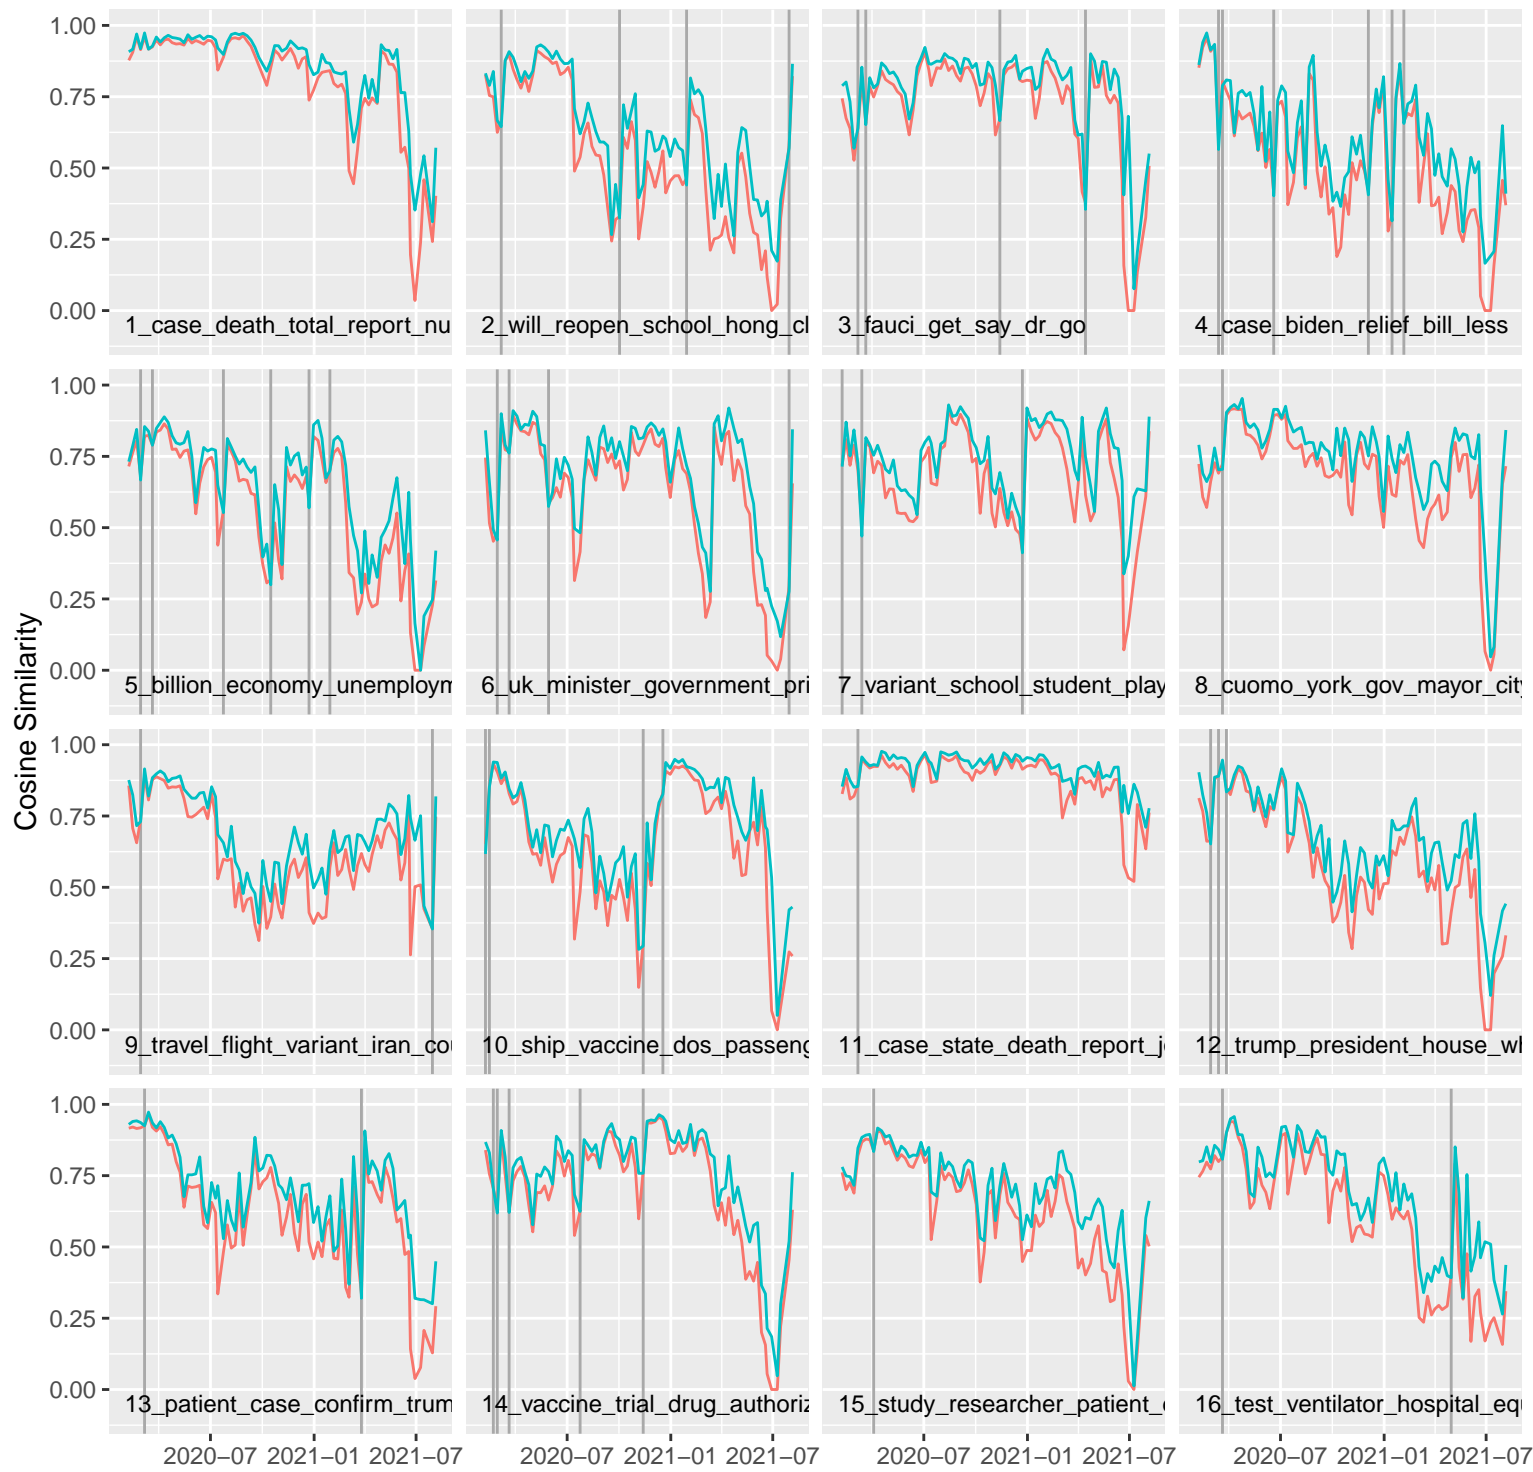 Cosine Similarity
1.00
0.75
0.50
0.25
0.00
1_case_death_total_report_nu
2_will_reopen_school_hong_cl
3_fauci_get_say_dr_go
4_case_biden_relief_bill_less
1.00
0.75
0.50
0.25
0.00
5_billion_economy_unemploym
6_uk_minister_government_pri
7_variant_school_student_play
8_cuomo_york_gov_mayor_city
1.00
0.75
0.50
0.25
0.00
9_travel_flight_variant_iran_cou
10_ship_vaccine_dos_passeng
11_case_state_death_report_j
12_trump_president_house_wh
1.00
0.75
0.50
0.25
0.00
13_patient_case_confirm_trum
14_vaccine_trial_drug_authoriz
15_study_researcher_patient_
16_test_ventilator_hospital_equ
2020−07 2021−01 2021−07
2020−07 2021−01 2021−07
2020−07 2021−01 2021−07
2020−07 2021−01 2021−07